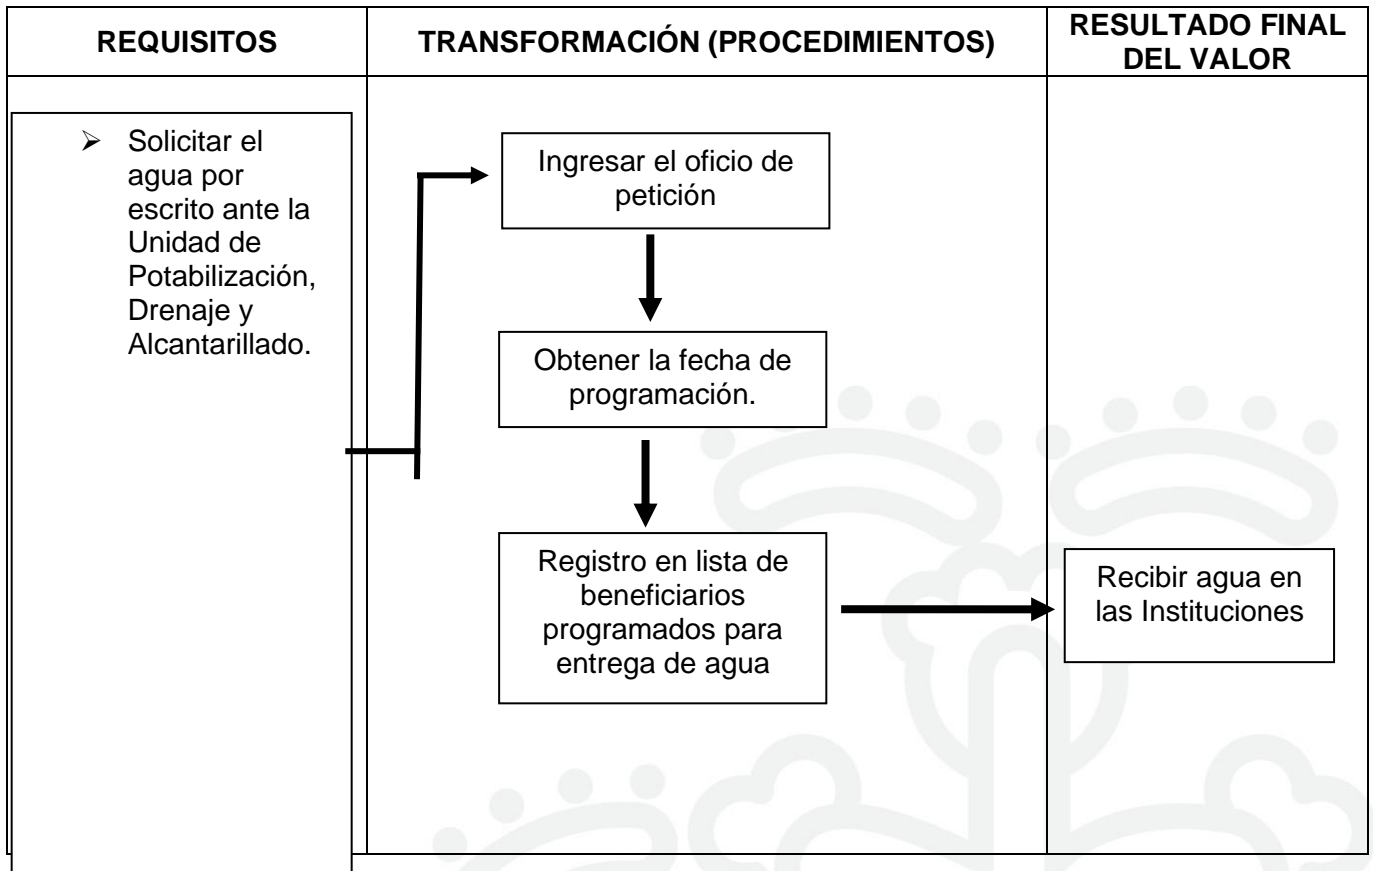 REQUISITOS
TRANSFORMACIÓN (PROCEDIMIENTOS)
RESULTADO FINAL
DEL VALOR
➢ Solicitar el
agua por
escrito ante la
Unidad de
Potabilización,
Drenaje y
Alcantarillado.
Ingresar el oficio de
petición
Obtener la fecha de
programación.
Registro en lista de
beneficiarios
programados para
entrega de agua
Recibir agua en
las Instituciones